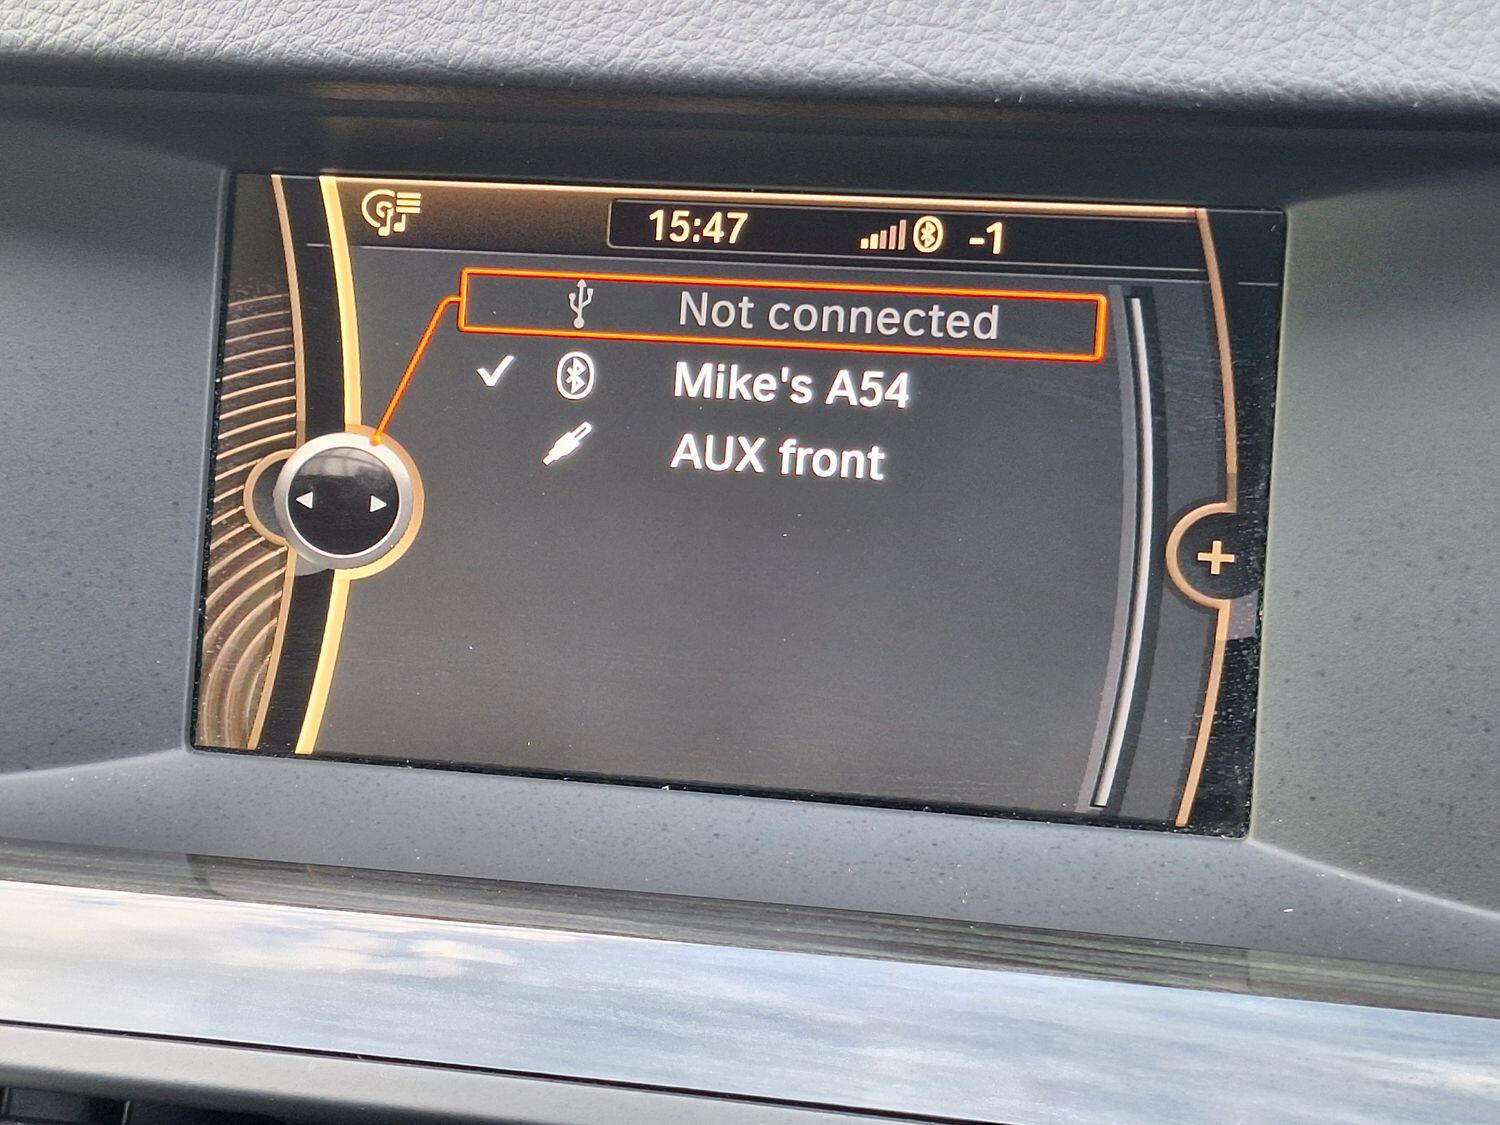 15:47 -1
Not connected
Mike's A54
AUX front
+